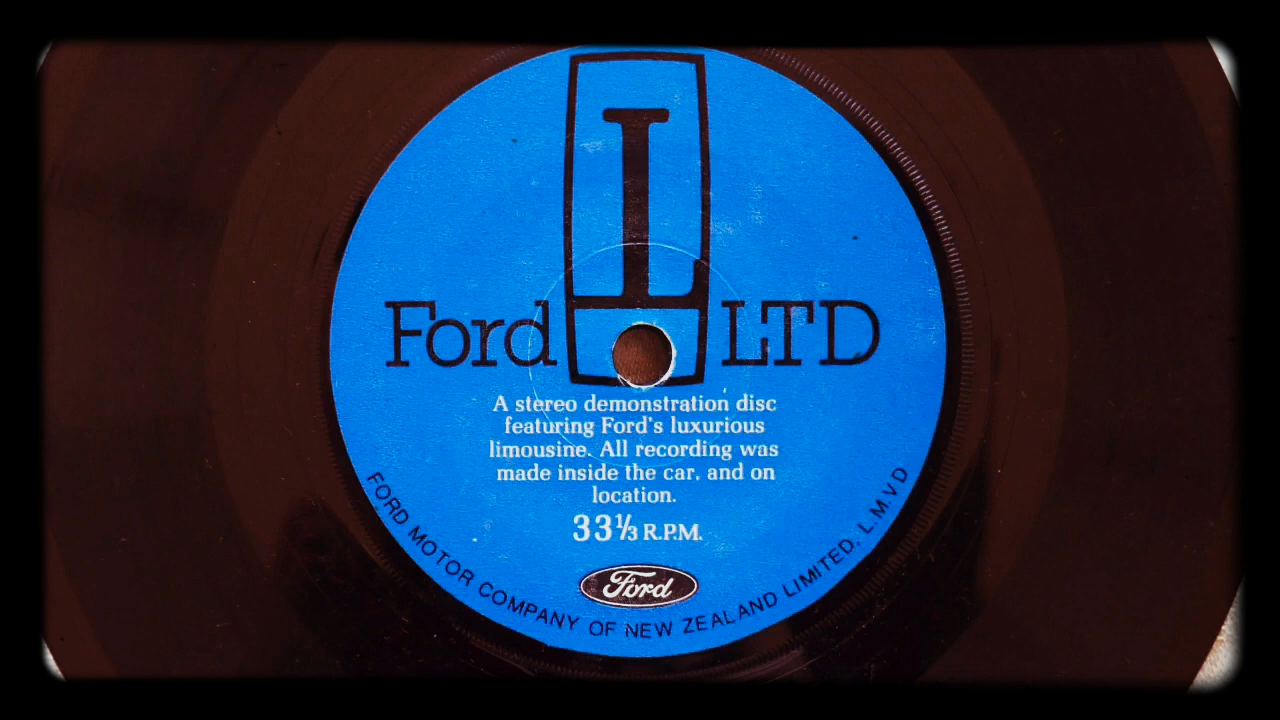 L
Ford LTD
A stereo demonstration disc
featuring Ford's luxurious
limousine. All recording was
made inside the car, and on
location.
33⅓ R.P.M.
Ford
FORD MOTOR COMPANY OF NEW ZEALAND LIMITED, L.M.V.D